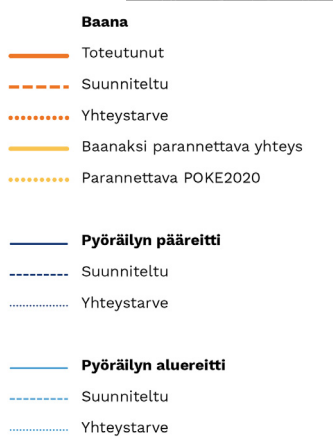 Baana
Toteutunut
Suunniteltu
Yhteystarve
Baanaksi parannettava yhteys
Parannettava POKE2020
Pyöräilyn pääreitti
Suunniteltu
Yhteystarve
Pyöräilyn aluereitti
Suunniteltu
Yhteystarve